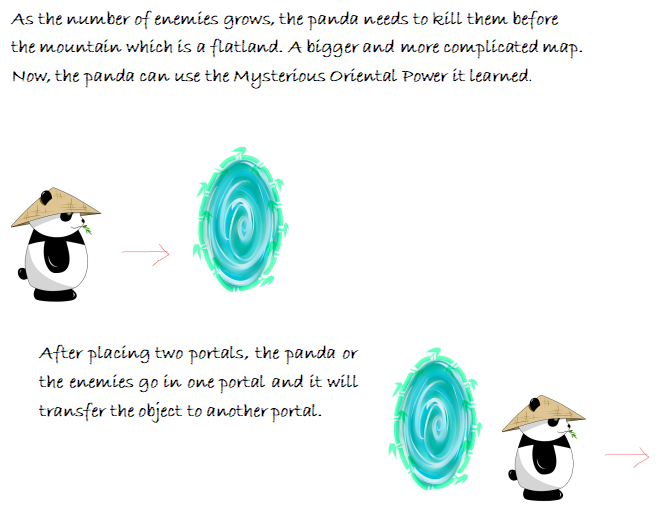 As the number of enemies grows, the panda needs to kill them before
the mountain which is a flatland. A bigger and more complicated map.
Now, the panda can use the Mysterious Oriental Power it learned.
After placing two portals, the panda or
the enemies go in one portal and it will
transfer the object to another portal.